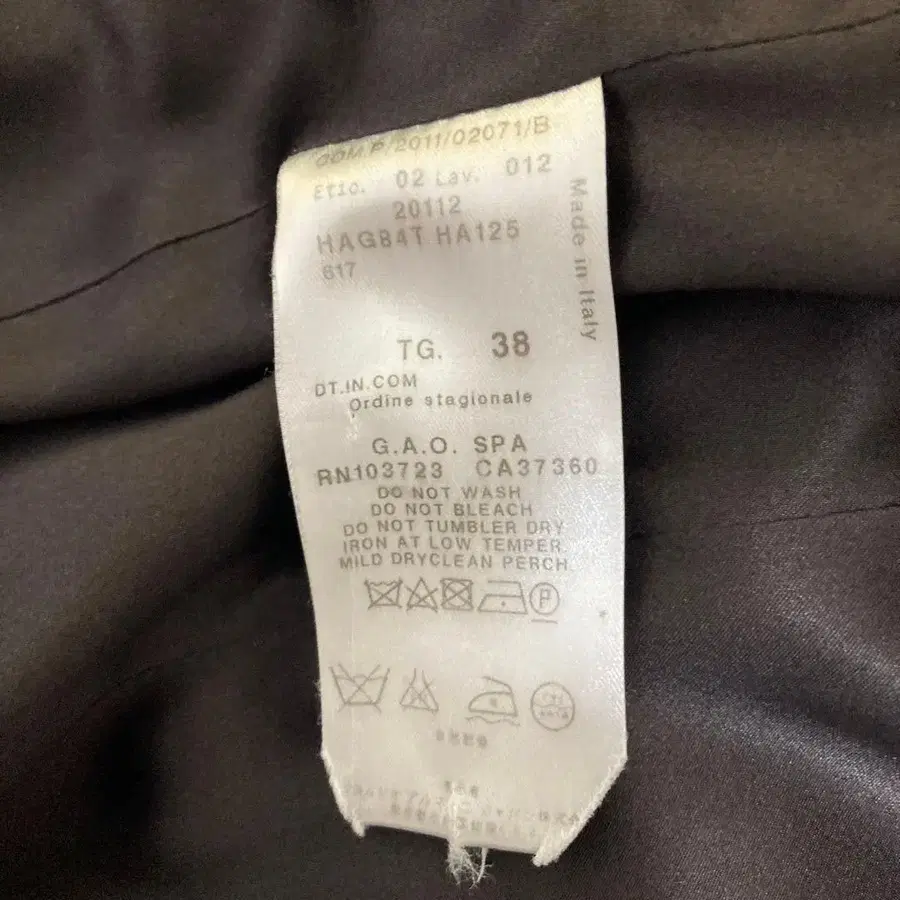 COM.P/2011/02071/B
Etic. 02 Lav. 012
20112
HAG84T HA125
617
Made in Italy
TG. 38
DT.IN.COM
Ordine stagionale
G.A.O. SPA
RN103723 CA37360
DO NOT WASH
DO NOT BLEACH
DO NOT TUMBLER DRY
IRON AT LOW TEMPER
MILD DRYCLEAN PERCH
P